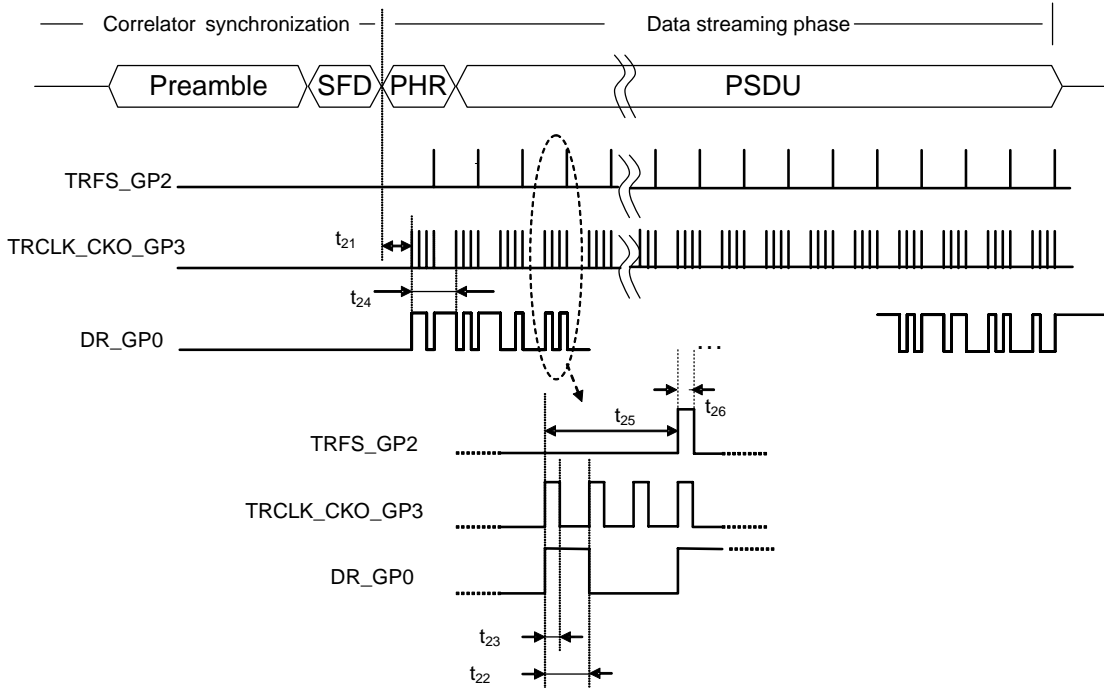 Correlator synchronization
Data streaming phase
Preamble
SFD
PHR
PSDU
TRFS_GP2
TRCLK_CKO_GP3
t21
t24
DR_GP0
...
t25
t26
TRFS_GP2
TRCLK_CKO_GP3
DR_GP0
t23
t22